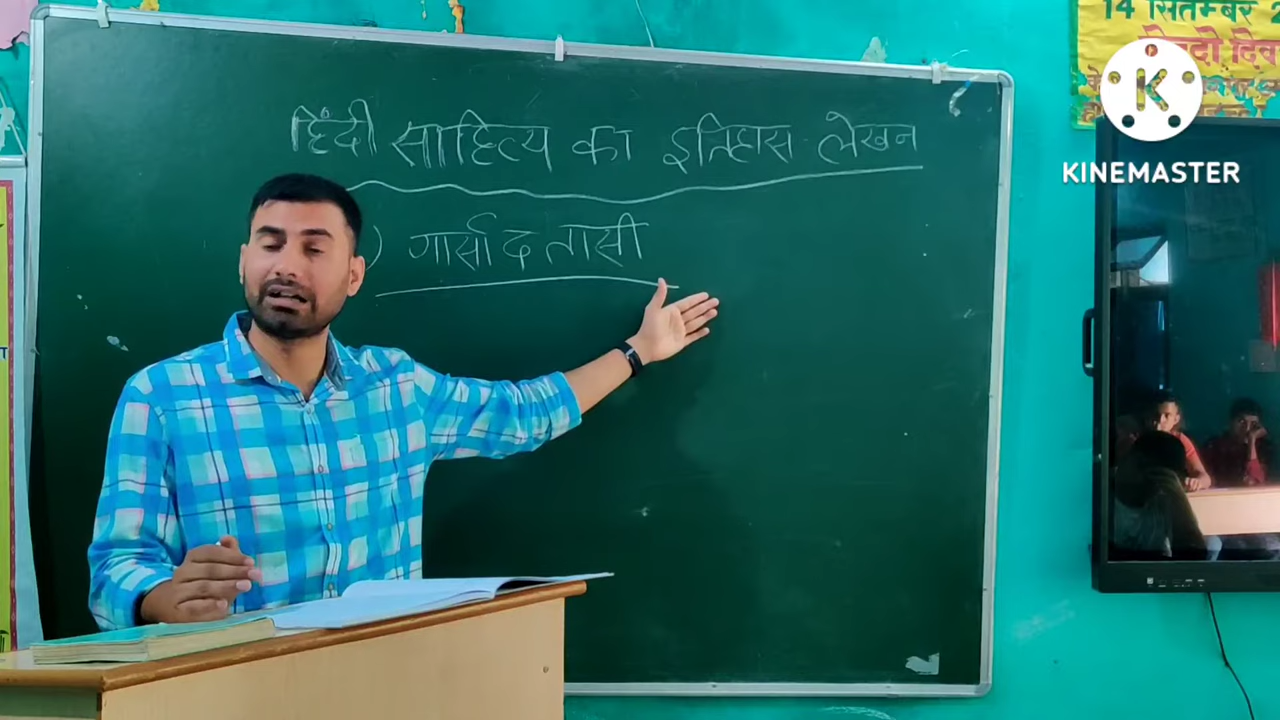 14 सितम्बर
हिन्दी दिव
K
KINEMASTER
हिंदी साहित्य का इतिहास लेखन
) गार्सा द तासी